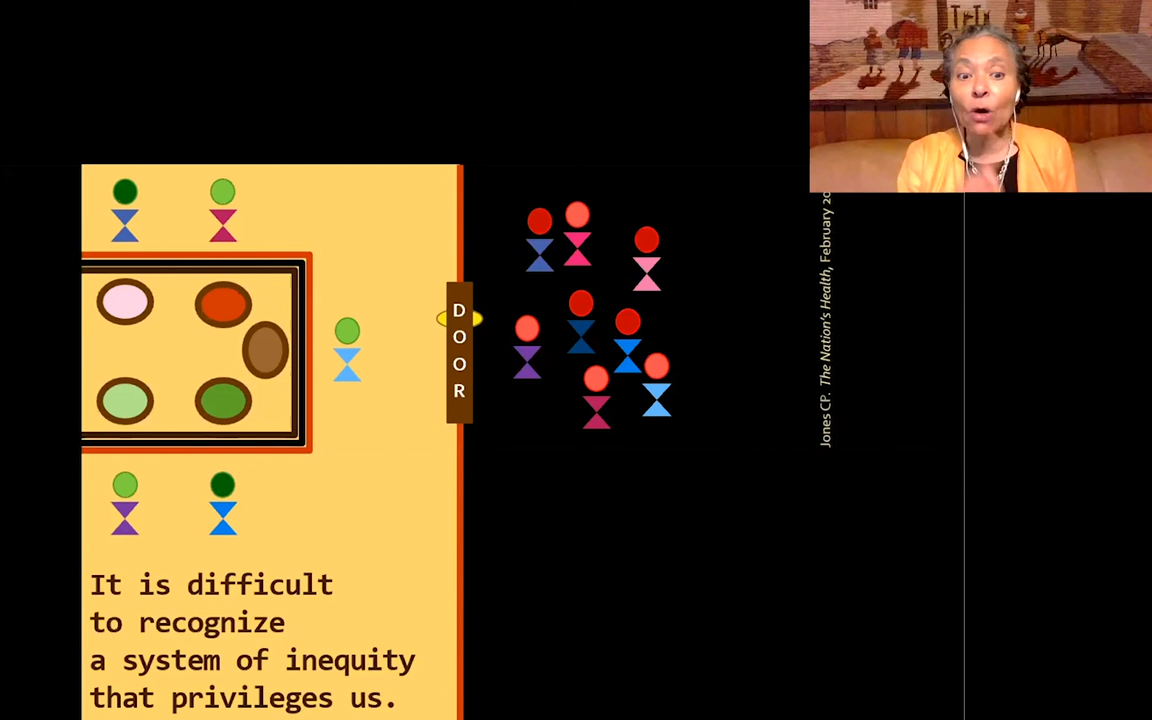 DOOR
It is difficult
to recognize
a system of inequity
that privileges us.
Jones CP. The Nation's Health, February 20